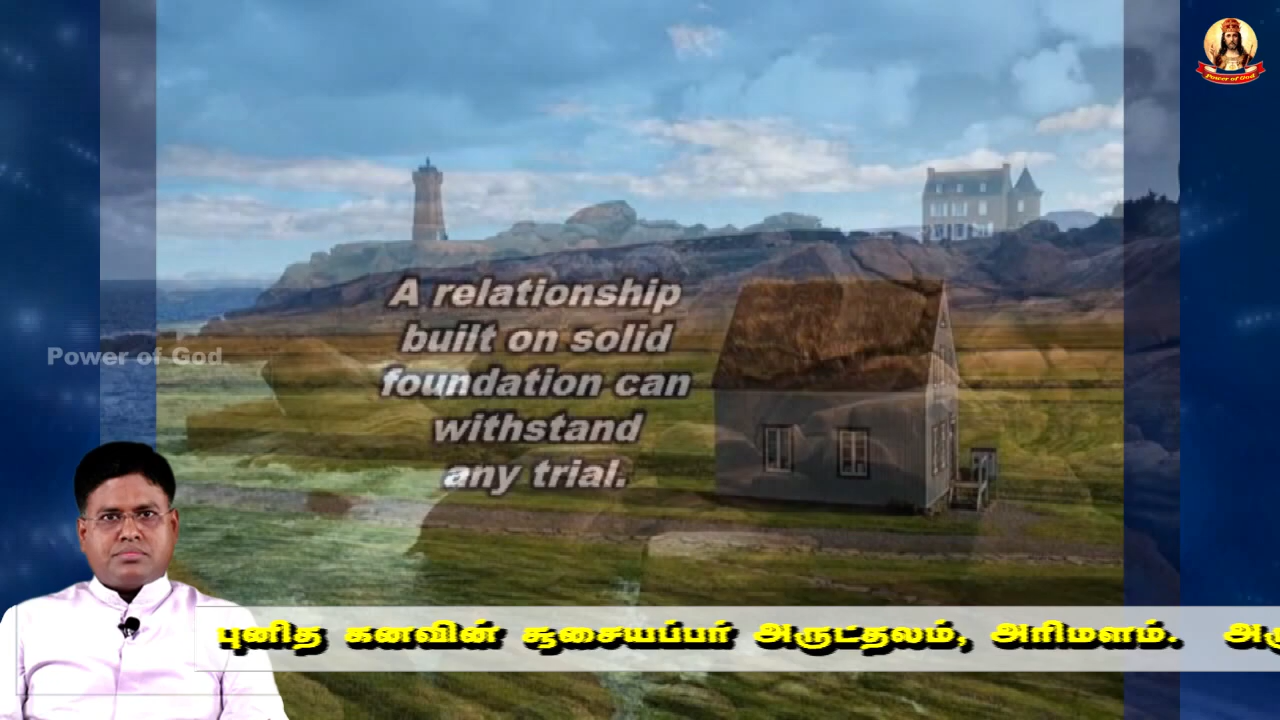 Power of God
A relationship
built on solid
foundation can
withstand
any trial.
Power of God
புனித கனவின் சூசையப்பர் அருட்தலம், அரிமளம். அரு